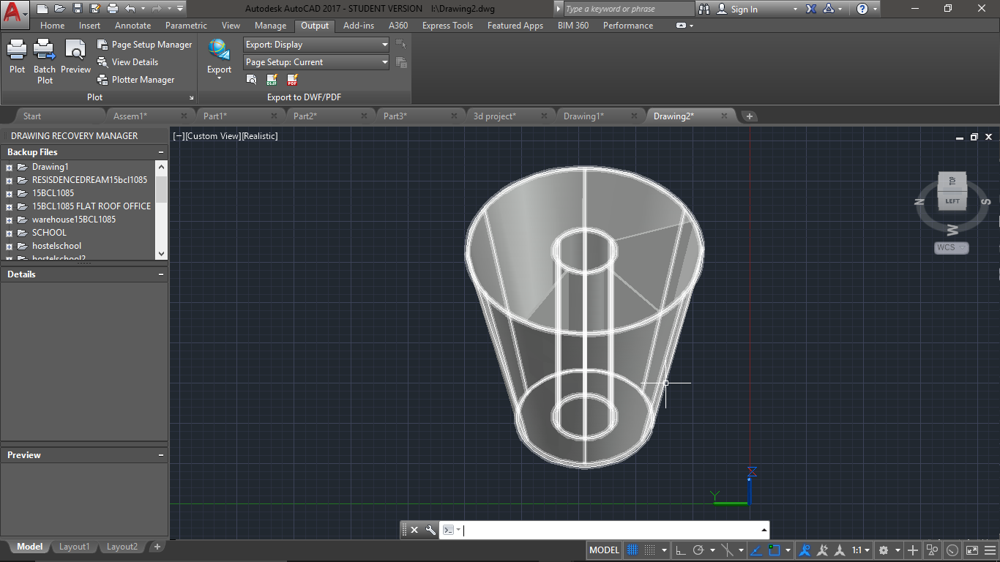 Autodesk AutoCAD 2017 - STUDENT VERSION I:\Drawing2.dwg
Type a keyword or phrase
Sign In
Home Insert Annotate Parametric View Manage Output Add-ins A360 Express Tools Featured Apps BIM 360 Performance
Page Setup Manager
View Details
Plotter Manager
Plot
Batch
Plot
Preview
Plot
Export
Export: Display
Page Setup: Current
DWF
PDF
Export to DWF/PDF
Start Assem1* Part1* Part2* Part3* 3d project* Drawing1* Drawing2*
DRAWING RECOVERY MANAGER
Backup Files
Drawing1
RESISDENCEDREAM15bcl1085
15BCL1085
15BCL1085 FLAT ROOF OFFICE
warehouse15BCL1085
SCHOOL
hostelschool
hostelschool2
Details
Preview
[−][Custom View][Realistic]
TOP
LEFT
N
S
W
WCS
Z
Y
Model Layout1 Layout2
MODEL
1:1